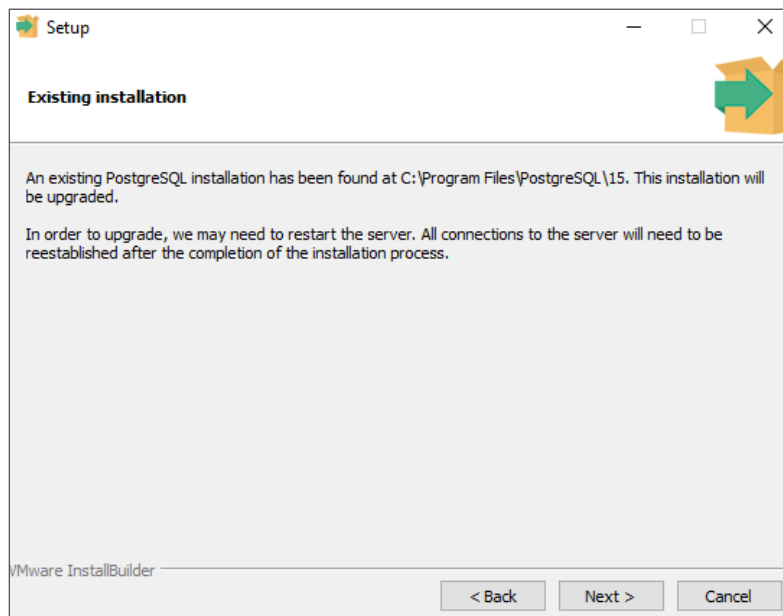 Setup
Existing installation
An existing PostgreSQL installation has been found at C:\Program Files\PostgreSQL\15. This installation will
be upgraded.
In order to upgrade, we may need to restart the server. All connections to the server will need to be
reestablished after the completion of the installation process.
VMware InstallBuilder
< Back
Next >
Cancel